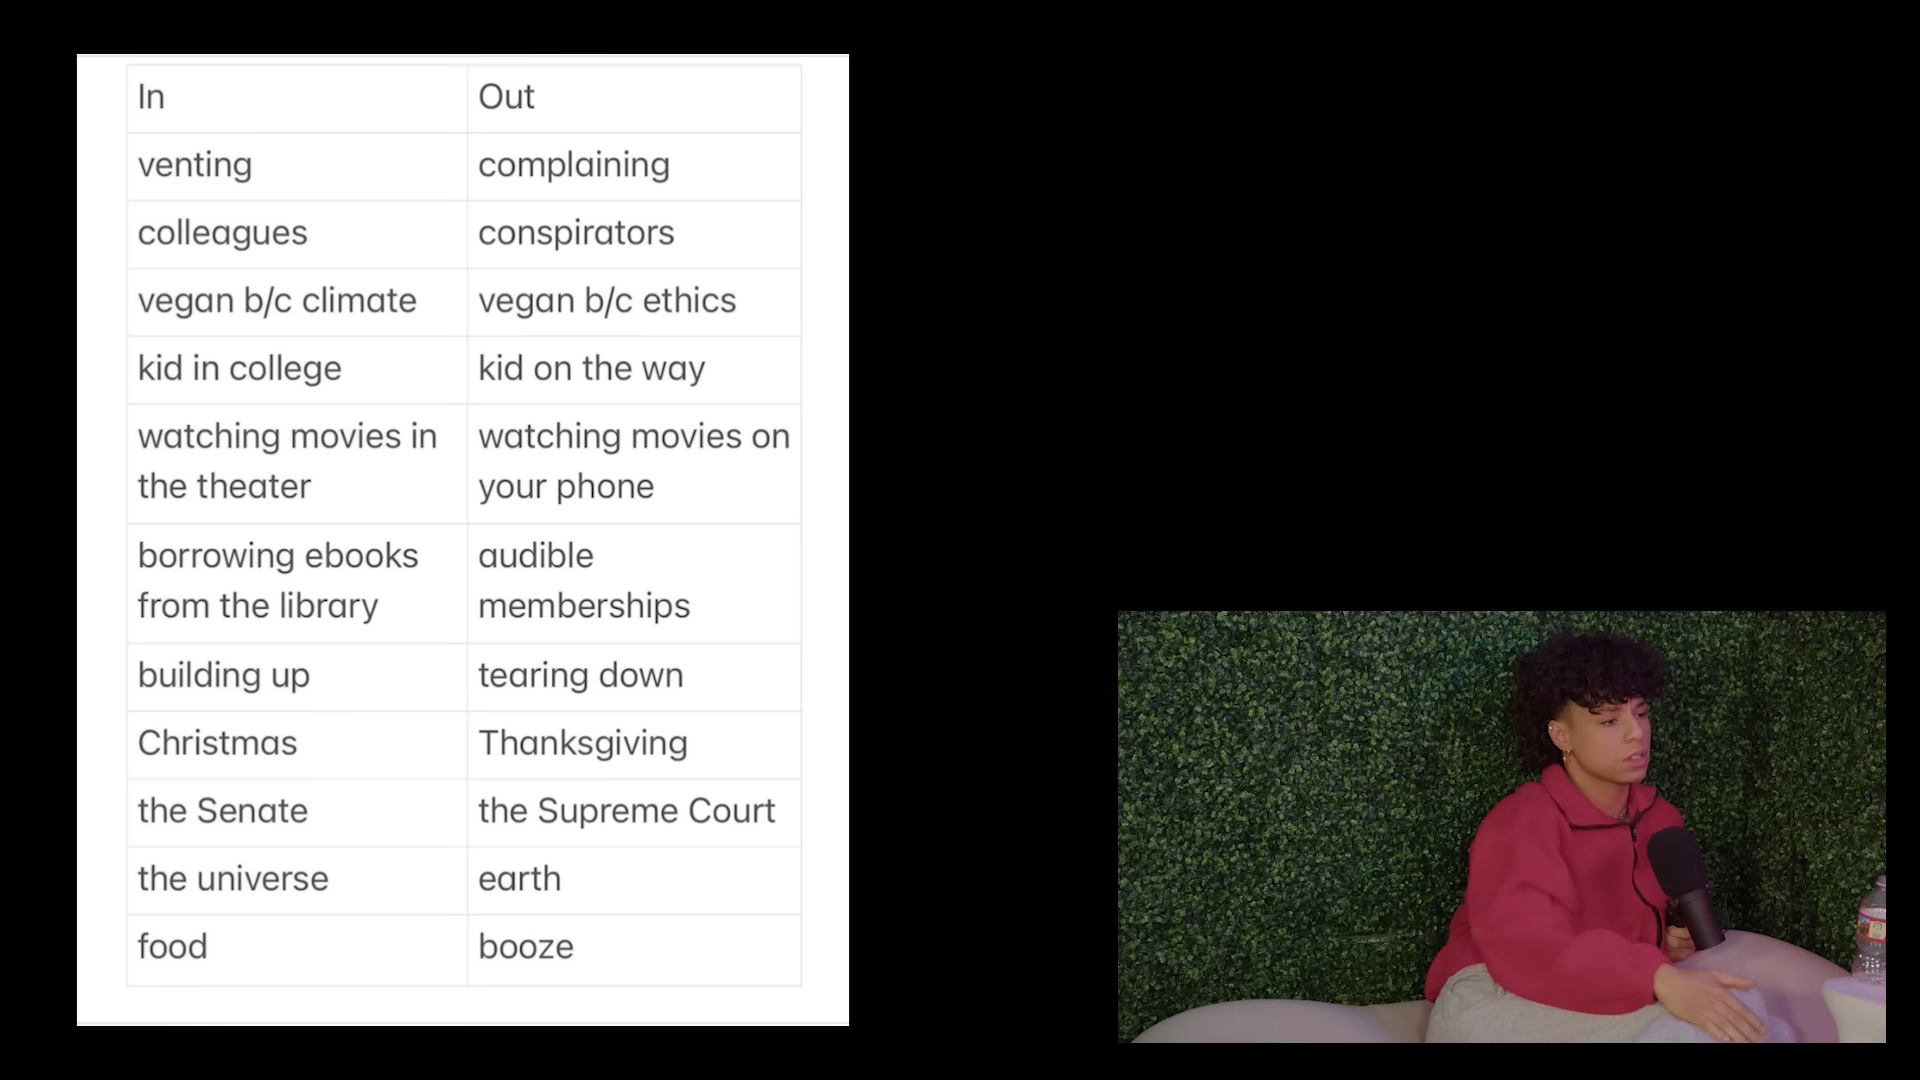 In Out
venting complaining
colleagues conspirators
vegan b/c climate vegan b/c ethics
kid in college kid on the way
watching movies in watching movies on
the theater your phone
borrowing ebooks audible
from the library memberships
building up tearing down
Christmas Thanksgiving
the Senate the Supreme Court
the universe earth
food booze